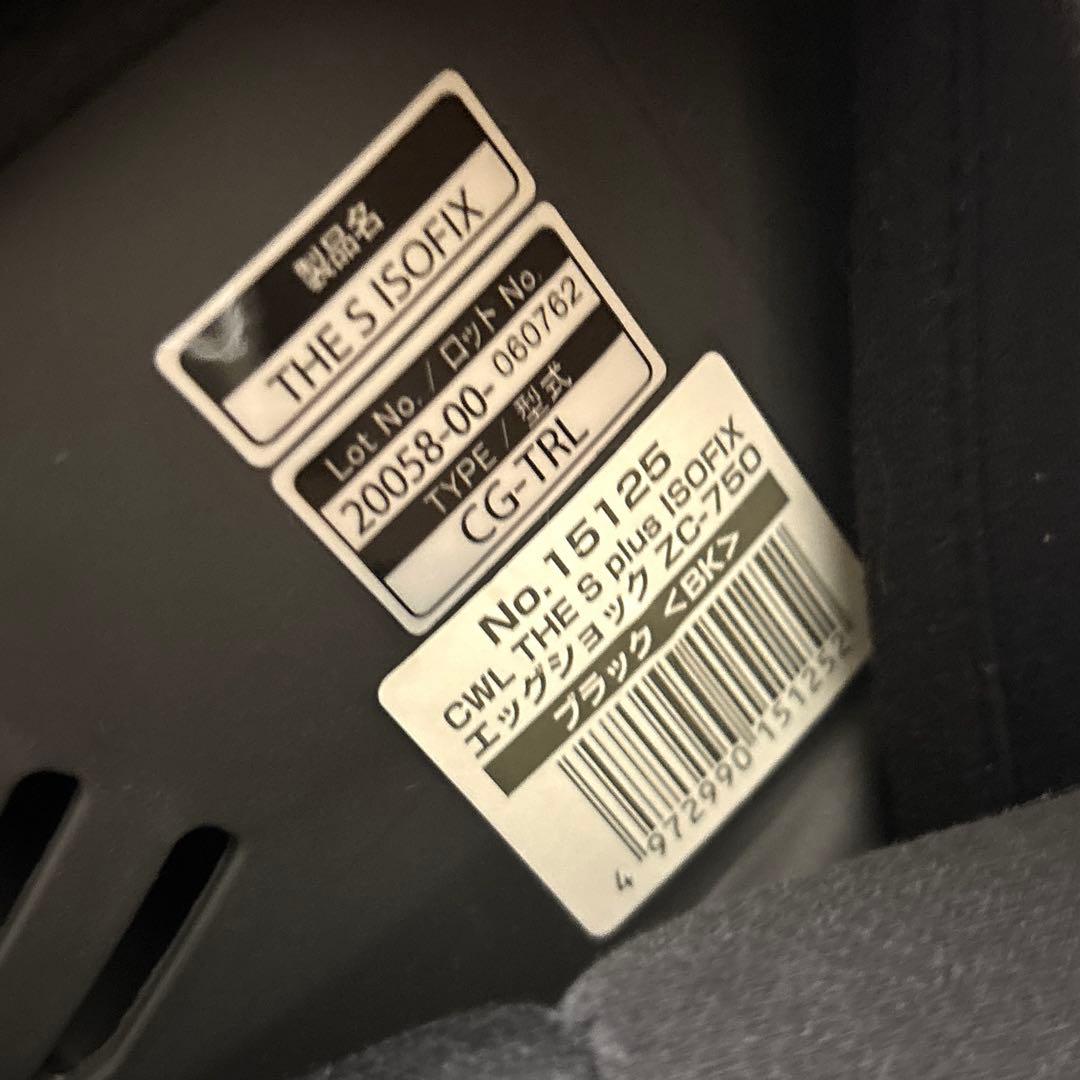 製品名
THE S ISOFIX
Lot No. / ロット No.
20058-00- 060762
TYPE / 型式
CG-TRL
No.15125
CWL THE S plus ISOFIX
エッグショック ZC-750
ブラック <BK>
4 972990 151252